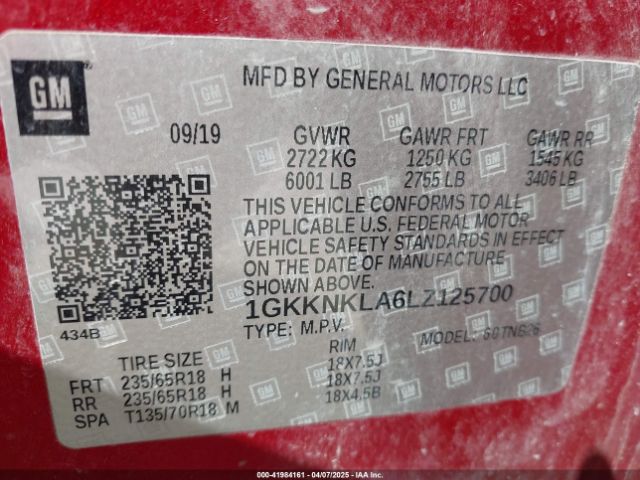 GM
MFD BY GENERAL MOTORS LLC
09/19 GVWR GAWR FRT GAWR RR
2722 KG 1250 KG 1545 KG
6001 LB 2755 LB 3406 LB
THIS VEHICLE CONFORMS TO ALL
APPLICABLE U.S. FEDERAL MOTOR
VEHICLE SAFETY STANDARDS IN EFFECT
ON THE DATE OF MANUFACTURE
SHOWN ABOVE.
1GKKNKLA6LZ125700
434B
TYPE: M.P.V. MODEL:
TIRE SIZE RIM
FRT 235/65R18 H 18X7.5J
RR 235/65R18 H 18X7.5J
SPA T135/70R18 M 18X4.5B
000-41984161 - 04/07/2025 - IAAI.com